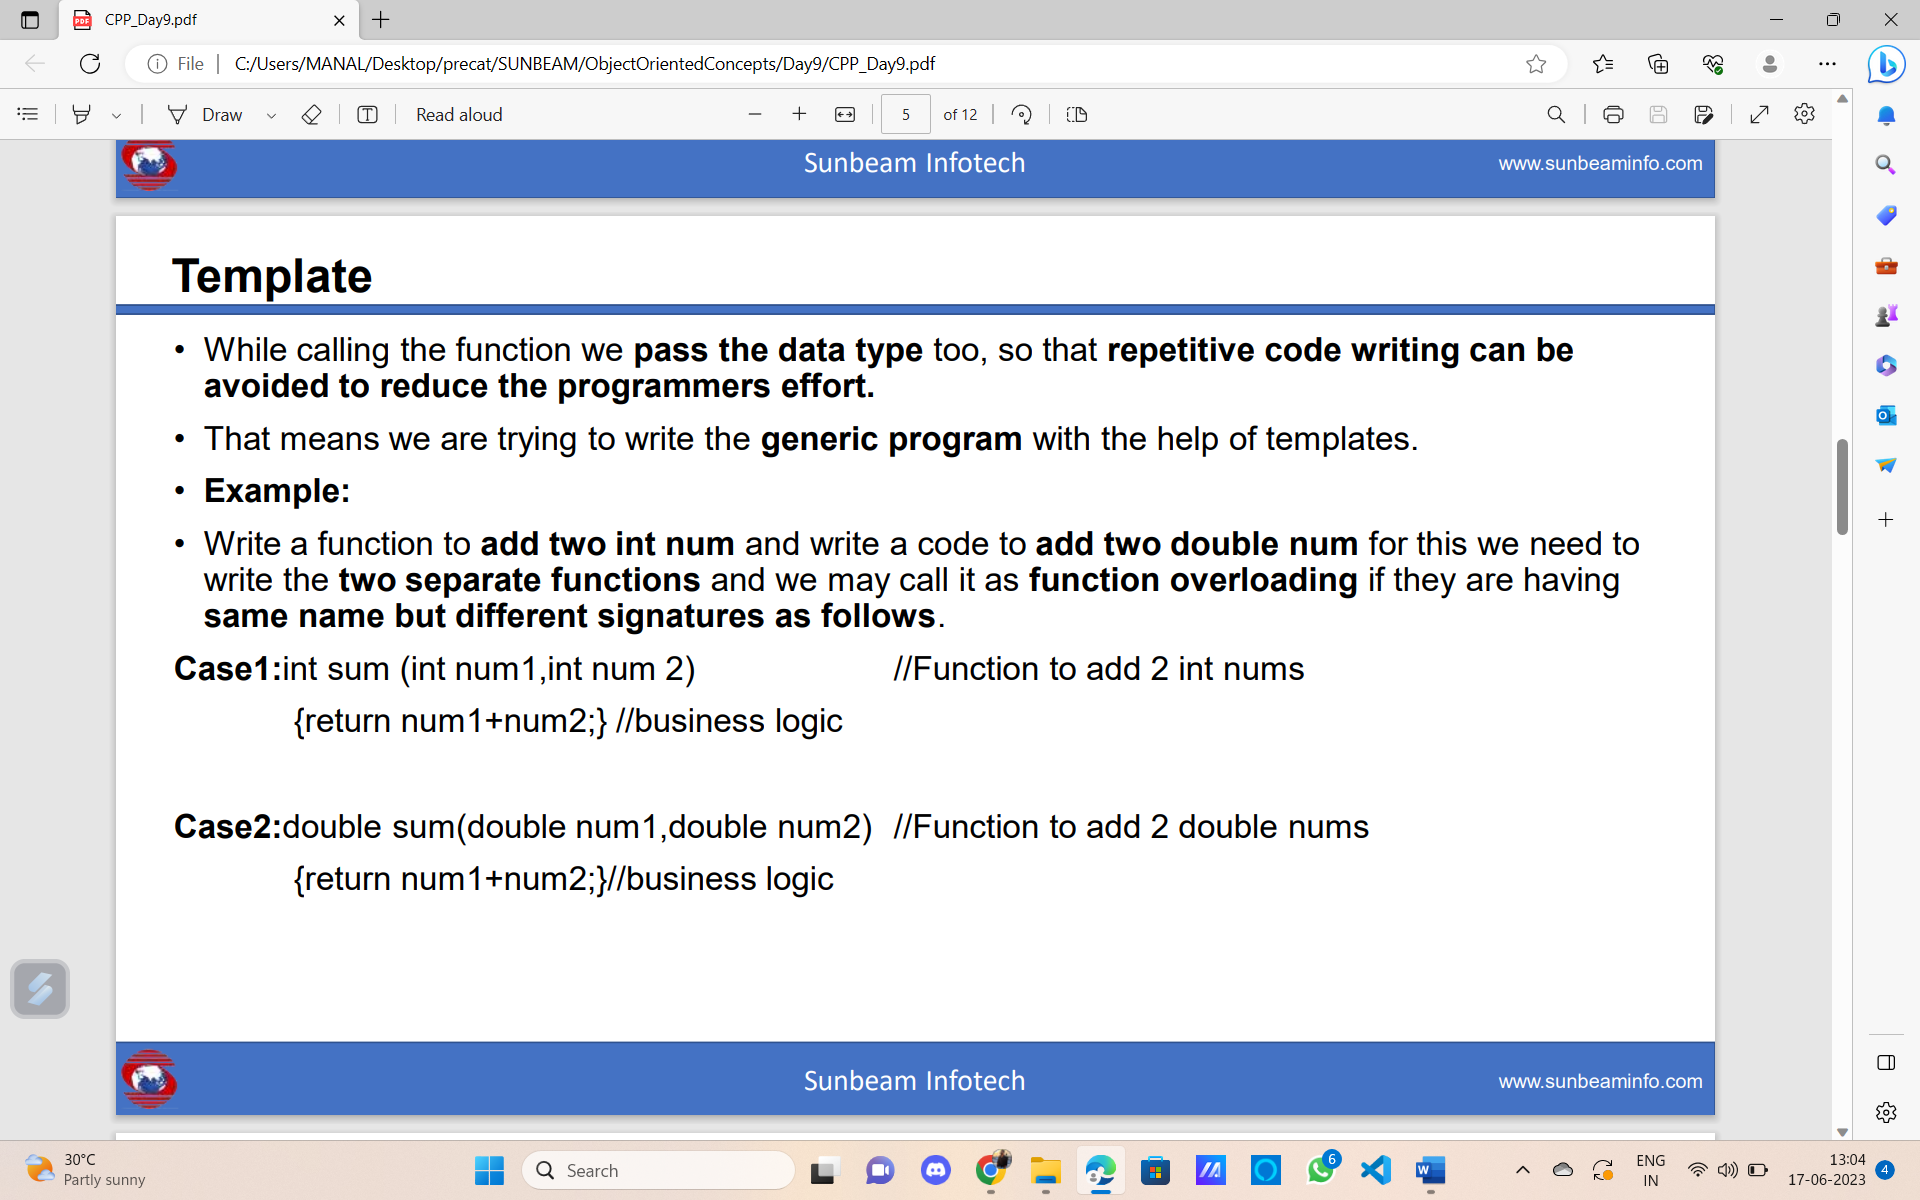 CPP_Day9.pdf
File
C:/Users/MANAL/Desktop/precat/SUNBEAM/ObjectOrientedConcepts/Day9/CPP_Day9.pdf
Draw
Read aloud
5
of 12
Sunbeam Infotech
www.sunbeaminfo.com
Template
• While calling the function we pass the data type too, so that repetitive code writing can be
avoided to reduce the programmers effort.
• That means we are trying to write the generic program with the help of templates.
• Example:
• Write a function to add two int num and write a code to add two double num for this we need to
write the two separate functions and we may call it as function overloading if they are having
same name but different signatures as follows.
Case1:int sum (int num1,int num 2) //Function to add 2 int nums
{return num1+num2;} //business logic
Case2:double sum(double num1,double num2) //Function to add 2 double nums
{return num1+num2;}//business logic
Sunbeam Infotech
www.sunbeaminfo.com
30°C
Partly sunny
Search
6
ENG
IN
13:04
17-06-2023
4